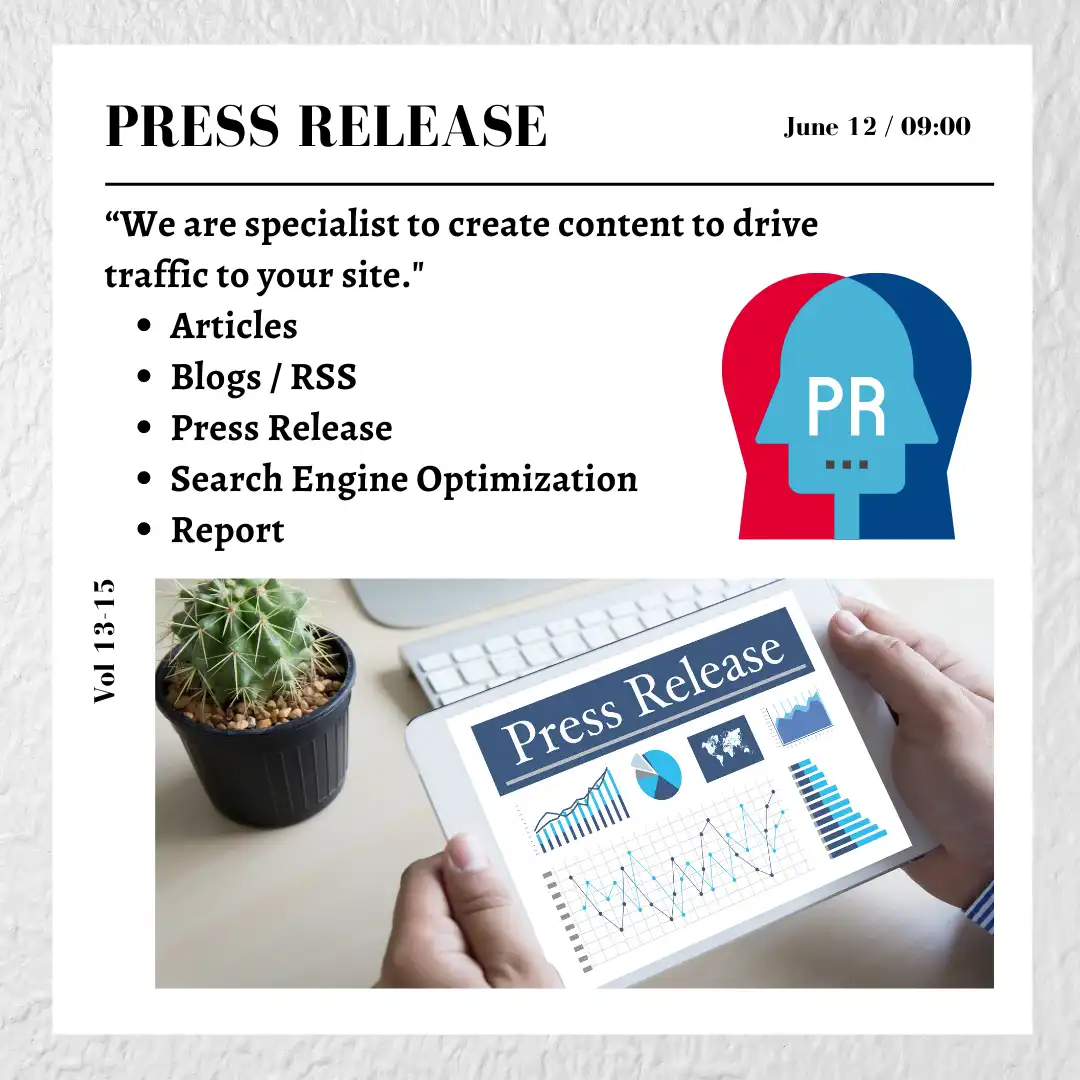 PRESS RELEASE
June 12 / 09:00
“We are specialist to create content to drive
traffic to your site."
• Articles
• Blogs / RSS
• Press Release
• Search Engine Optimization
• Report
PR
Vol 13-15
Press Release